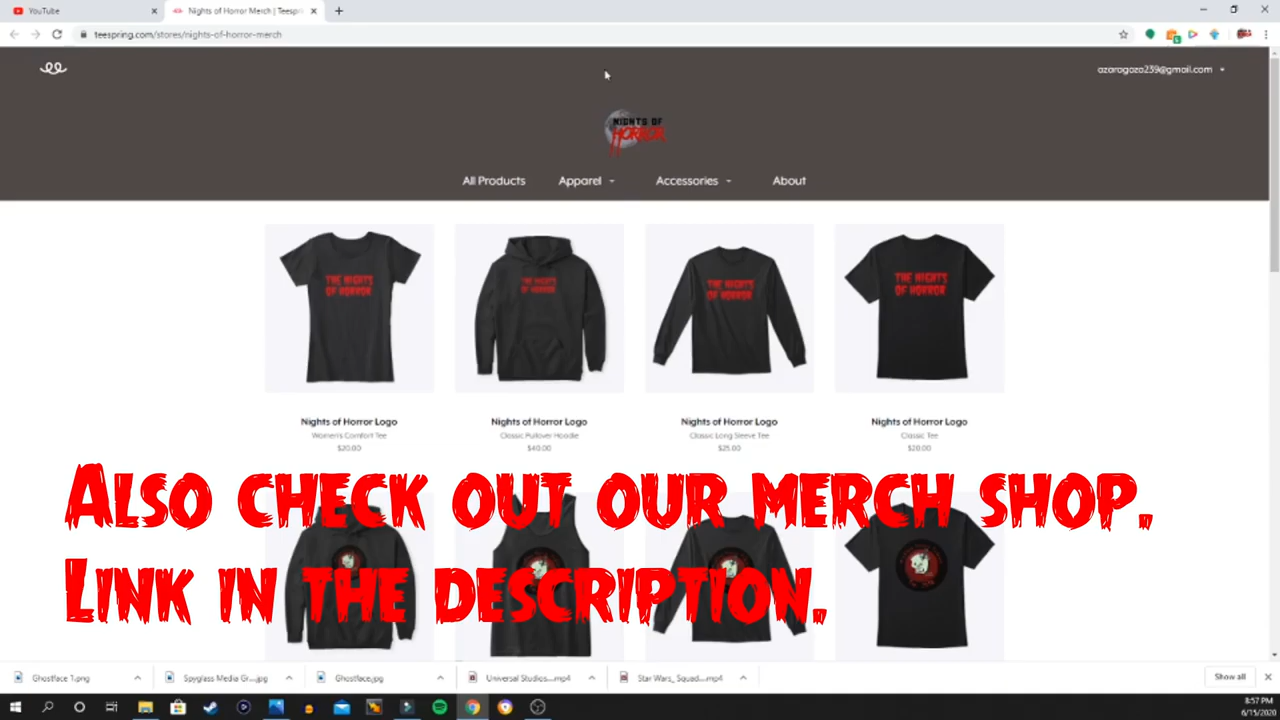 YouTube
Nights of Horror Merch | Teespri
teespring.com/stores/nights-of-horror-merch
azarogozo239@gmail.com
NIGHTS OF
HORROR
All Products Apparel Accessories About
THE NIGHTS
OF HORROR
THE NIGHTS
OF HORROR
THE NIGHTS
OF HORROR
THE NIGHTS
OF HORROR
Nights of Horror Logo
Women's Comfort Tee
$20.00
Nights of Horror Logo
Classic Pullover Hoodie
$40.00
Nights of Horror Logo
Classic Long Sleeve Tee
$25.00
Nights of Horror Logo
Classic Tee
$20.00
Also check out our merch shop.
Link in the description.
Ghostface 1.png
Spyglass Media Gr....jpg
Ghostface.jpg
Universal Studios....mp4
Star Wars_ Squad....mp4
Show all
8:57 PM
6/15/2020